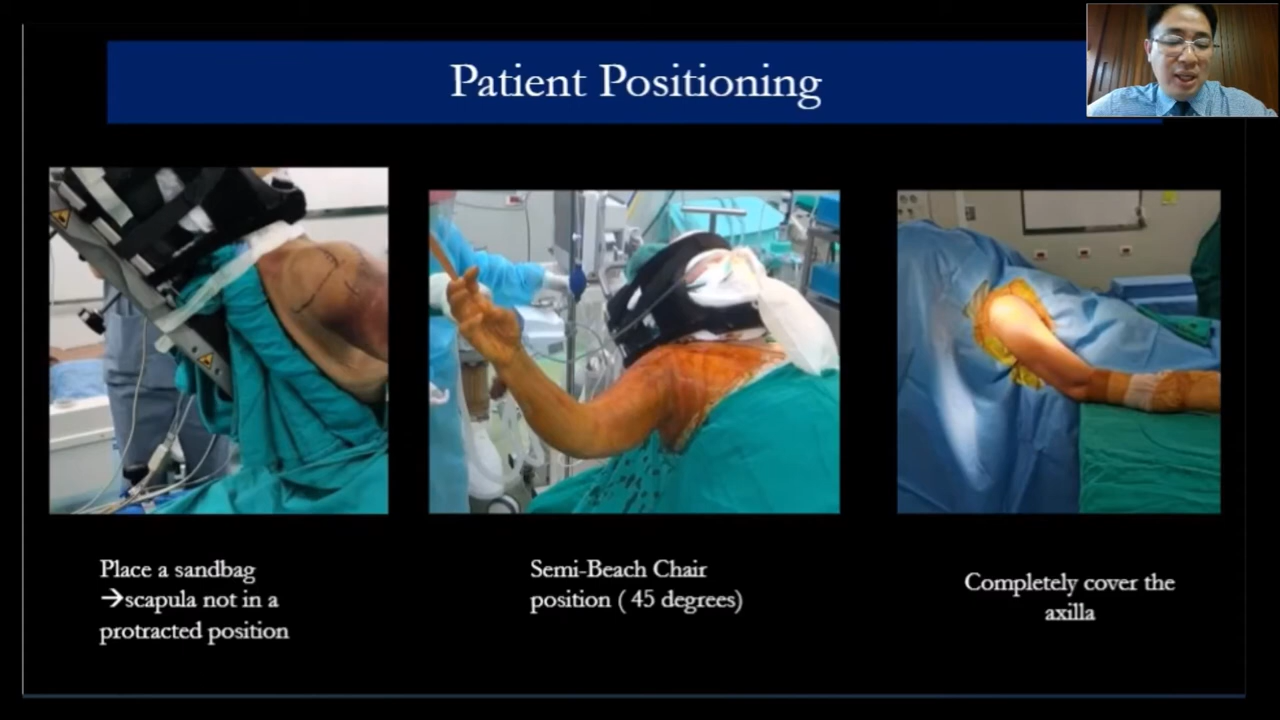 Patient Positioning
Place a sandbag
→scapula not in a
protracted position
Semi-Beach Chair
position ( 45 degrees)
Completely cover the
axilla